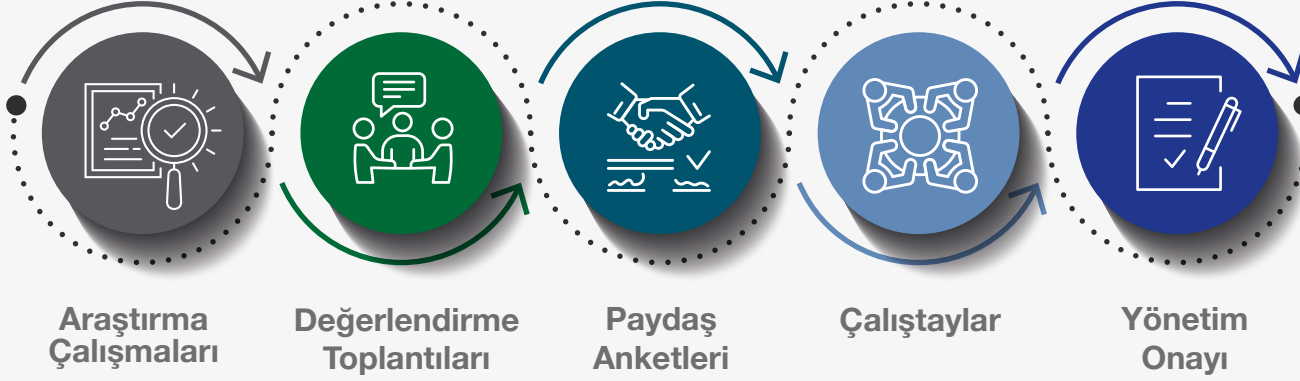 Araştırma
Çalışmaları
Değerlendirme
Toplantıları
Paydaş
Anketleri
Çalıştaylar
Yönetim
Onayı